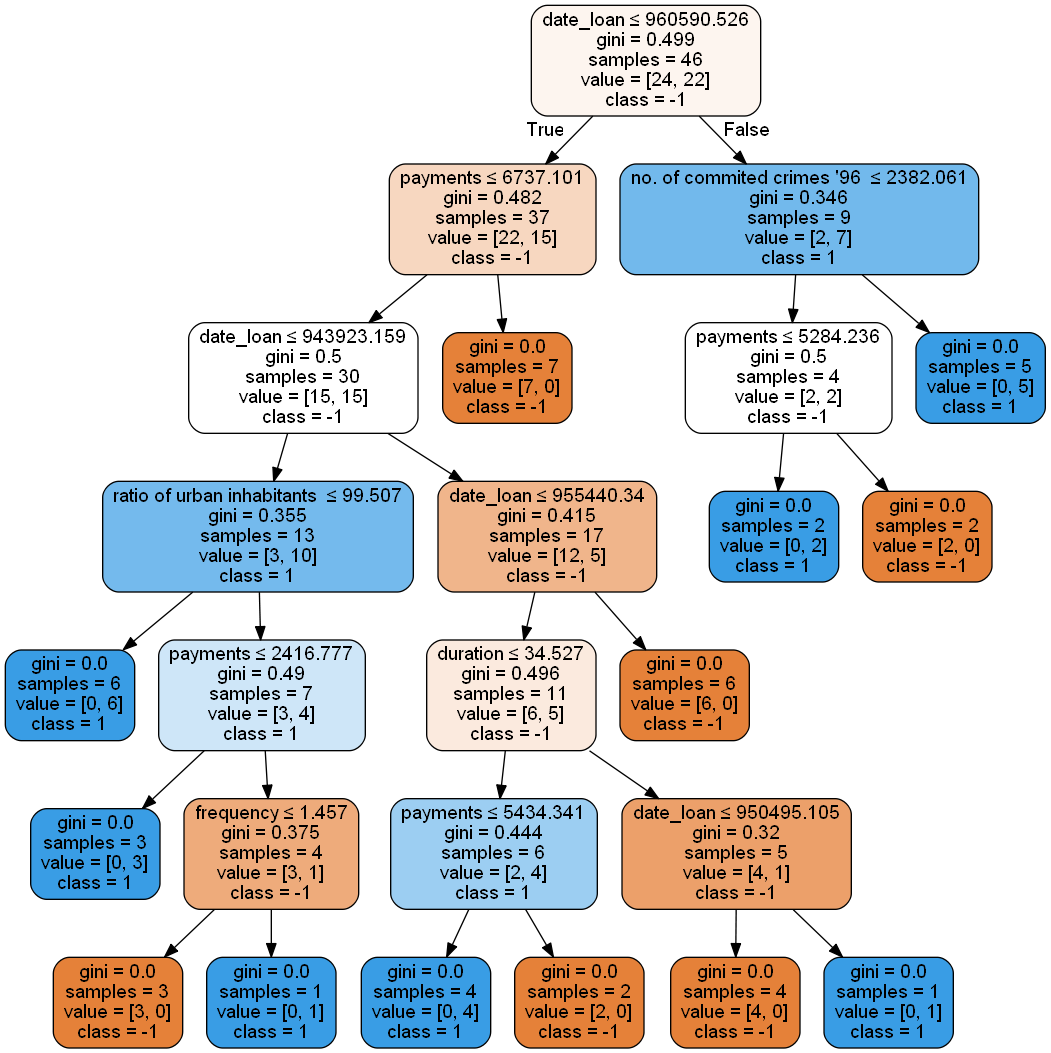 date_loan ≤ 960590.526
gini = 0.499
samples = 46
value = [24, 22]
class = -1
True
False
payments ≤ 6737.101
gini = 0.482
samples = 37
value = [22, 15]
class = -1
no. of commited crimes '96 ≤ 2382.061
gini = 0.346
samples = 9
value = [2, 7]
class = 1
date_loan ≤ 943923.159
gini = 0.5
samples = 30
value = [15, 15]
class = -1
gini = 0.0
samples = 7
value = [7, 0]
class = -1
payments ≤ 5284.236
gini = 0.5
samples = 4
value = [2, 2]
class = -1
gini = 0.0
samples = 5
value = [0, 5]
class = 1
ratio of urban inhabitants ≤ 99.507
gini = 0.355
samples = 13
value = [3, 10]
class = 1
date_loan ≤ 955440.34
gini = 0.415
samples = 17
value = [12, 5]
class = -1
gini = 0.0
samples = 2
value = [0, 2]
class = 1
gini = 0.0
samples = 2
value = [2, 0]
class = -1
gini = 0.0
samples = 6
value = [0, 6]
class = 1
payments ≤ 2416.777
gini = 0.49
samples = 7
value = [3, 4]
class = 1
duration ≤ 34.527
gini = 0.496
samples = 11
value = [6, 5]
class = -1
gini = 0.0
samples = 6
value = [6, 0]
class = -1
gini = 0.0
samples = 3
value = [0, 3]
class = 1
frequency ≤ 1.457
gini = 0.375
samples = 4
value = [3, 1]
class = -1
payments ≤ 5434.341
gini = 0.444
samples = 6
value = [2, 4]
class = 1
date_loan ≤ 950495.105
gini = 0.32
samples = 5
value = [4, 1]
class = -1
gini = 0.0
samples = 3
value = [3, 0]
class = -1
gini = 0.0
samples = 1
value = [0, 1]
class = 1
gini = 0.0
samples = 4
value = [0, 4]
class = 1
gini = 0.0
samples = 2
value = [2, 0]
class = -1
gini = 0.0
samples = 4
value = [4, 0]
class = -1
gini = 0.0
samples = 1
value = [0, 1]
class = 1